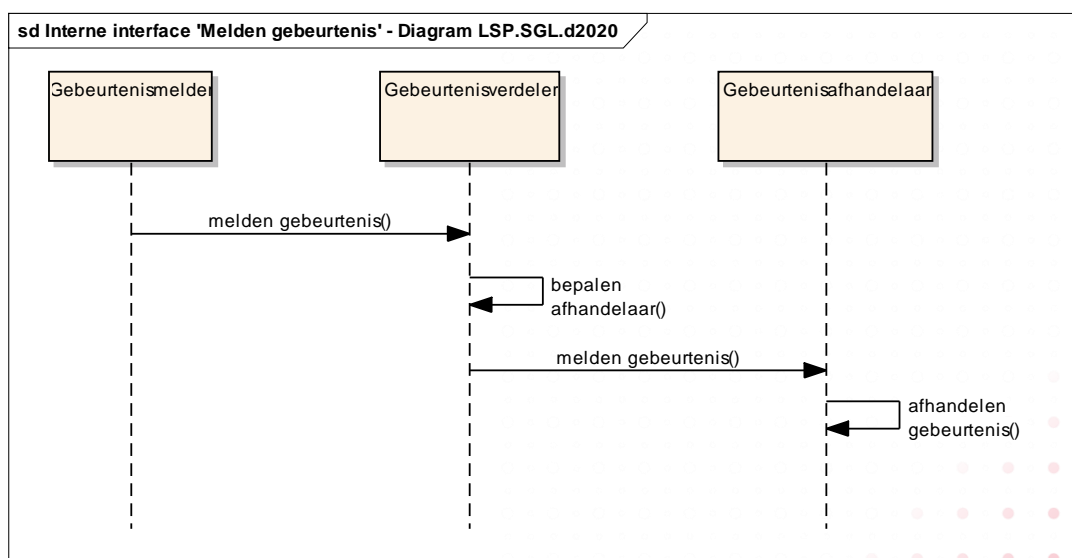 sd Interne interface 'Melden gebeurtenis' - Diagram LSP.SGL.d2020
Gebeurtenismelder
Gebeurtenisverdeler
Gebeurtenisafhandelaar
melden gebeurtenis()
bepalen
afhandelaar()
melden gebeurtenis()
afhandelen
gebeurtenis()